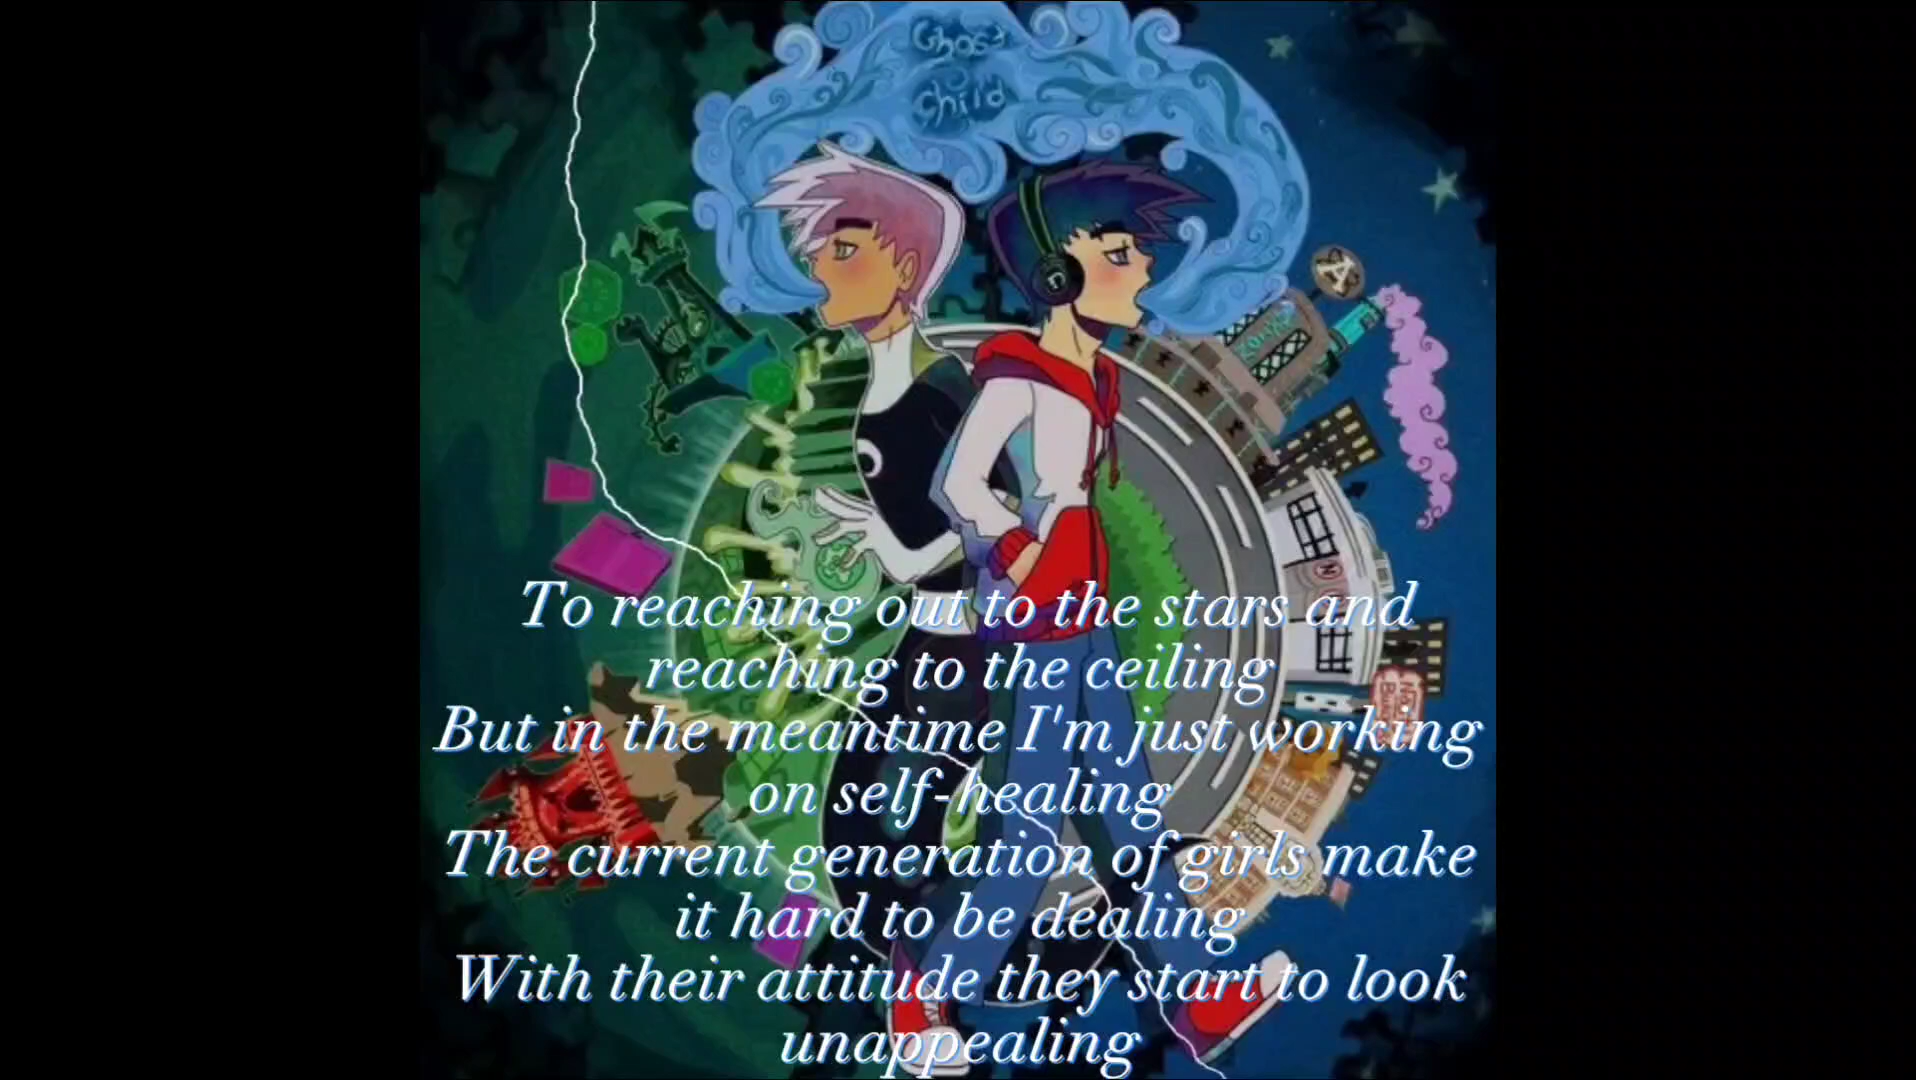 Ghost
Child
A
To reaching out to the stars and
reaching to the ceiling
But in the meantime I'm just working
on self-healing
The current generation of girls make
it hard to be dealing
With their attitude they start to look
unappealing